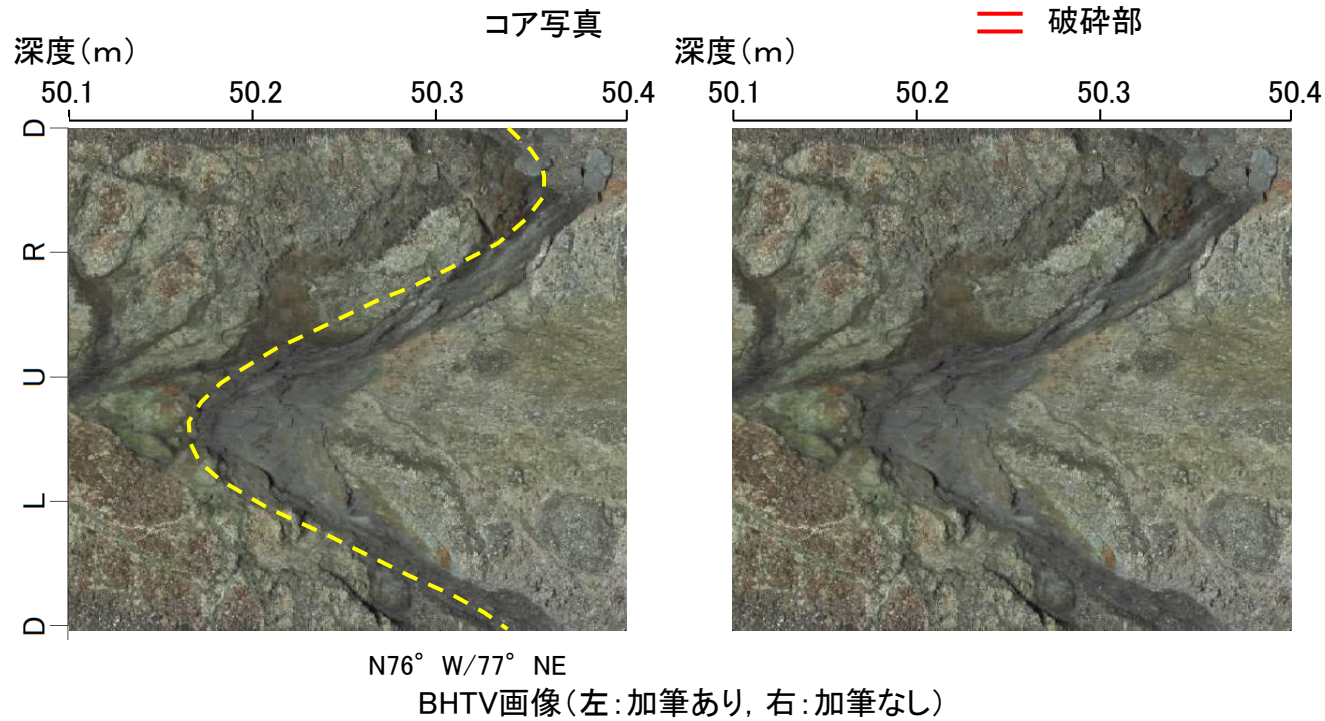 コア写真
破砕部
深度(m)
深度(m)
50.1 50.2 50.3 50.4
50.1 50.2 50.3 50.4
D
R
U
L
D
N76° W/77° NE
BHTV画像(左:加筆あり, 右:加筆なし)